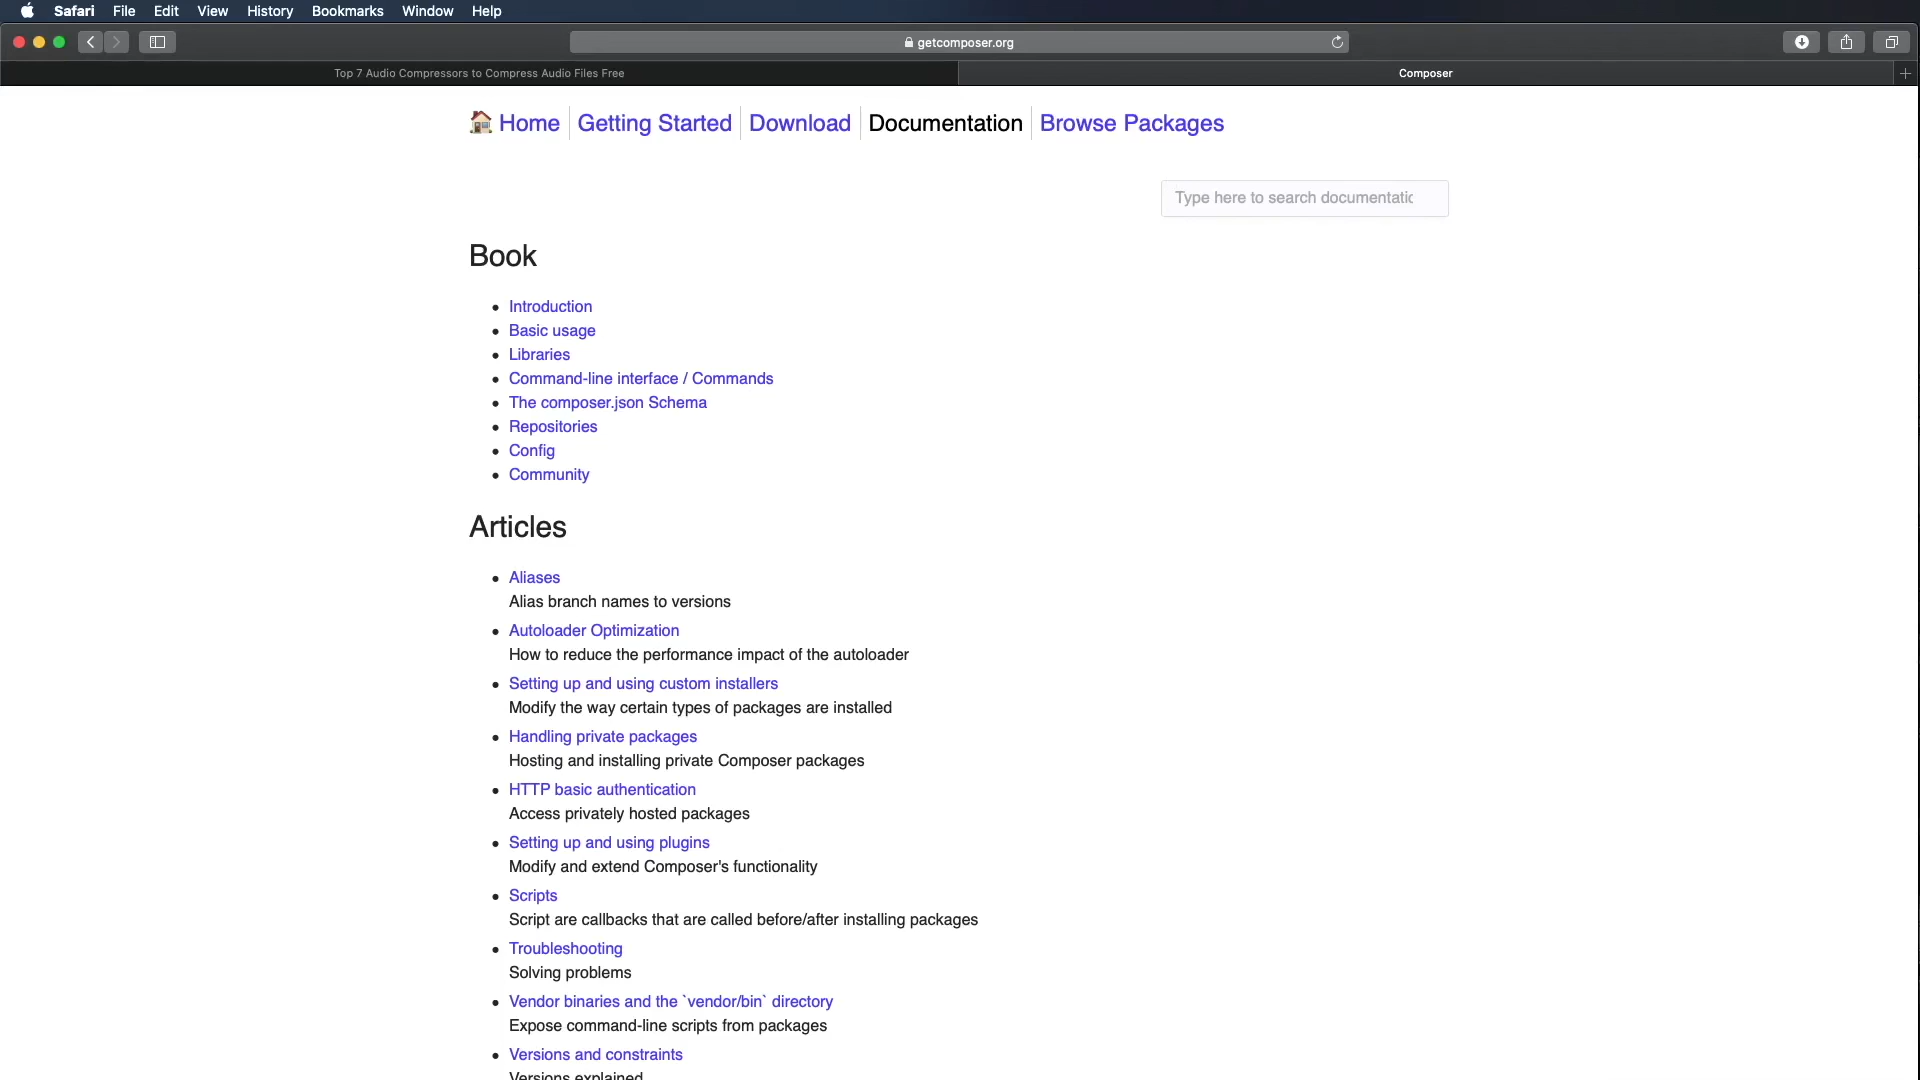 Safari File Edit View History Bookmarks Window Help
getcomposer.org
Top 7 Audio Compressors to Compress Audio Files Free
Composer
Home Getting Started Download Documentation Browse Packages
Type here to search documentatic
Book
Introduction
Basic usage
Libraries
Command-line interface / Commands
The composer.json Schema
Repositories
Config
Community
Articles
Aliases
Alias branch names to versions
Autoloader Optimization
How to reduce the performance impact of the autoloader
Setting up and using custom installers
Modify the way certain types of packages are installed
Handling private packages
Hosting and installing private Composer packages
HTTP basic authentication
Access privately hosted packages
Setting up and using plugins
Modify and extend Composer's functionality
Scripts
Script are callbacks that are called before/after installing packages
Troubleshooting
Solving problems
Vendor binaries and the `vendor/bin` directory
Expose command-line scripts from packages
Versions and constraints
Versions explained